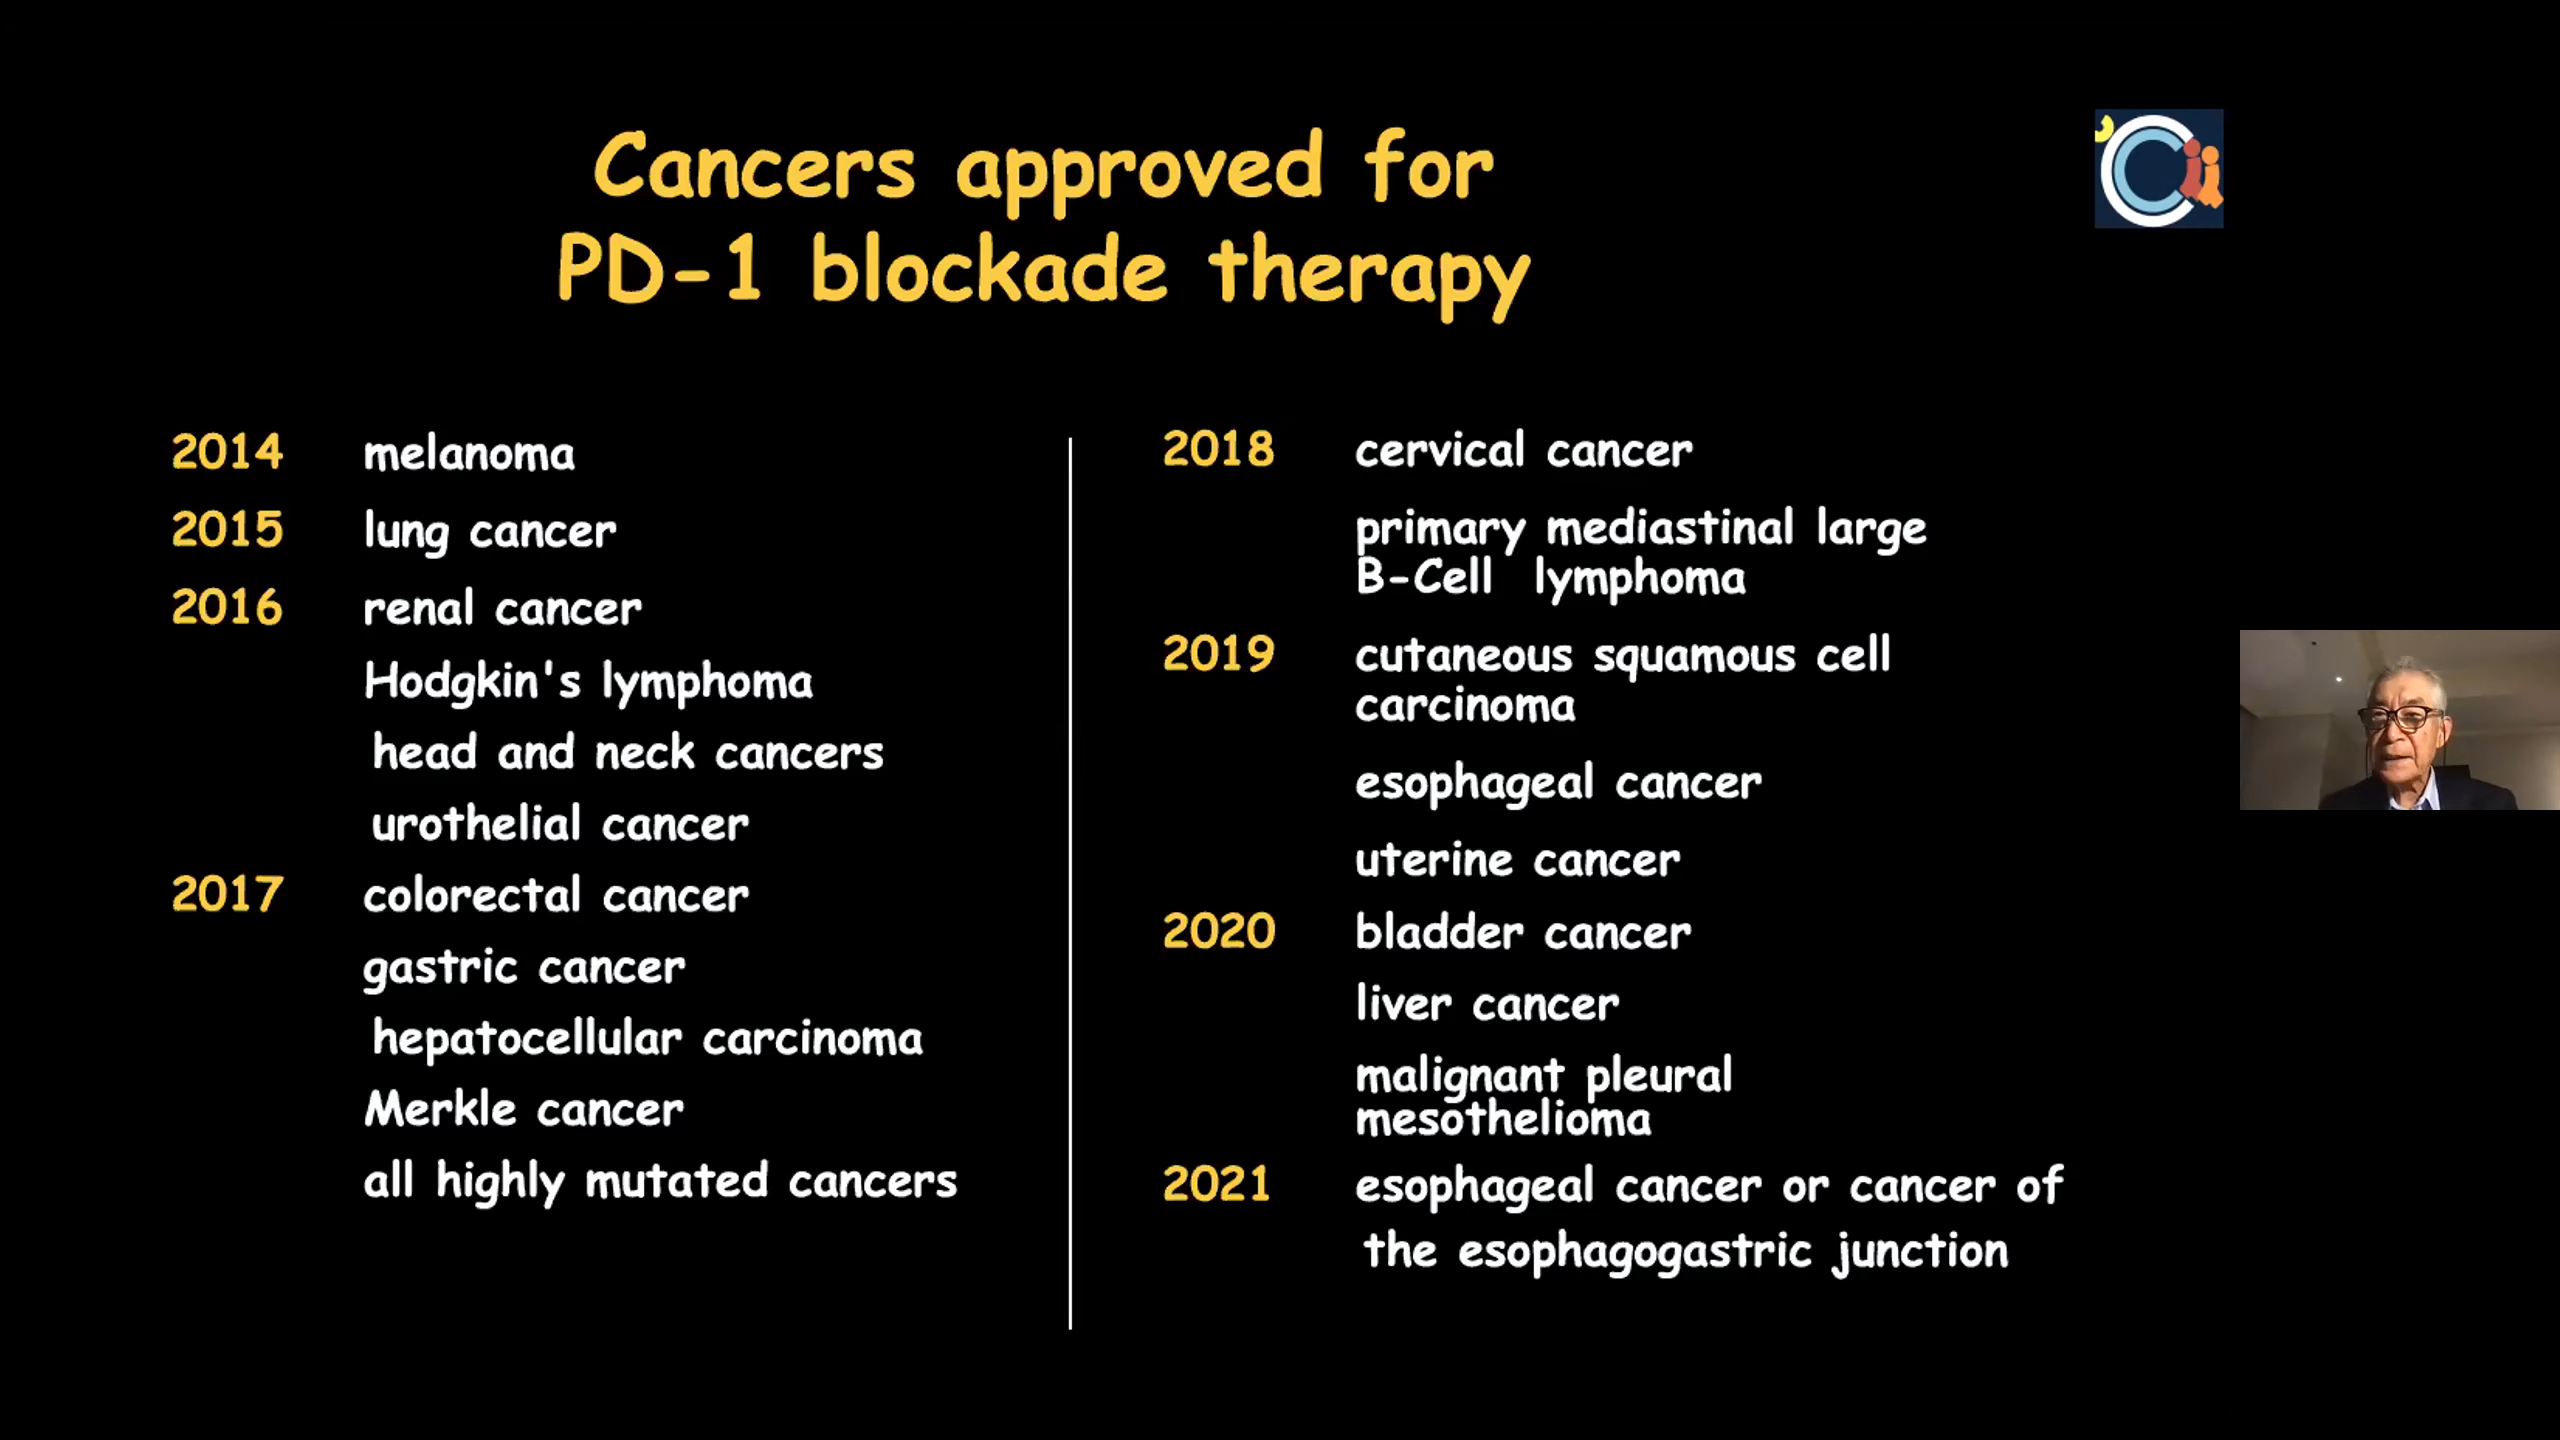 Cancers approved for
PD-1 blockade therapy
2014 melanoma
2015 lung cancer
2016 renal cancer
Hodgkin's lymphoma
head and neck cancers
urothelial cancer
2017 colorectal cancer
gastric cancer
hepatocellular carcinoma
Merkle cancer
all highly mutated cancers
2018 cervical cancer
primary mediastinal large
B-Cell lymphoma
2019 cutaneous squamous cell
carcinoma
esophageal cancer
uterine cancer
2020 bladder cancer
liver cancer
malignant pleural
mesothelioma
2021 esophageal cancer or cancer of
the esophagogastric junction